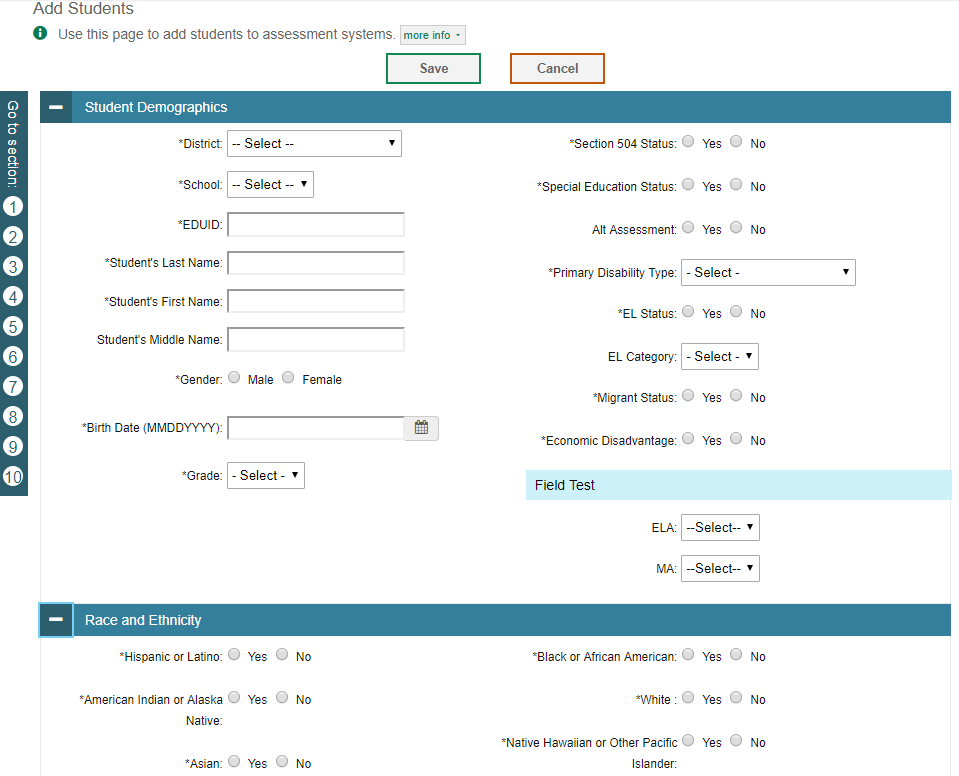 Add Students
Use this page to add students to assessment systems. more info
Save Cancel
Go to section:
1
2
3
4
5
6
7
8
9
10
Student Demographics
*District: -- Select --
*School: -- Select --
*EDUID:
*Student's Last Name:
*Student's First Name:
Student's Middle Name:
*Gender: Male Female
*Birth Date (MMDDYYYY):
*Grade: - Select -
*Section 504 Status: Yes No
*Special Education Status: Yes No
Alt Assessment: Yes No
*Primary Disability Type: - Select -
*EL Status: Yes No
EL Category: - Select -
*Migrant Status: Yes No
*Economic Disadvantage: Yes No
Field Test
ELA: --Select--
MA: --Select--
Race and Ethnicity
*Hispanic or Latino: Yes No
*American Indian or Alaska Yes No
Native:
*Asian: Yes No
*Black or African American: Yes No
*White : Yes No
*Native Hawaiian or Other Pacific Yes No
Islander: